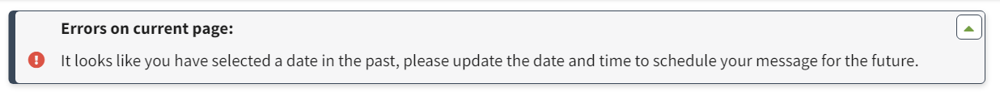 Errors on current page:
It looks like you have selected a date in the past, please update the date and time to schedule your message for the future.